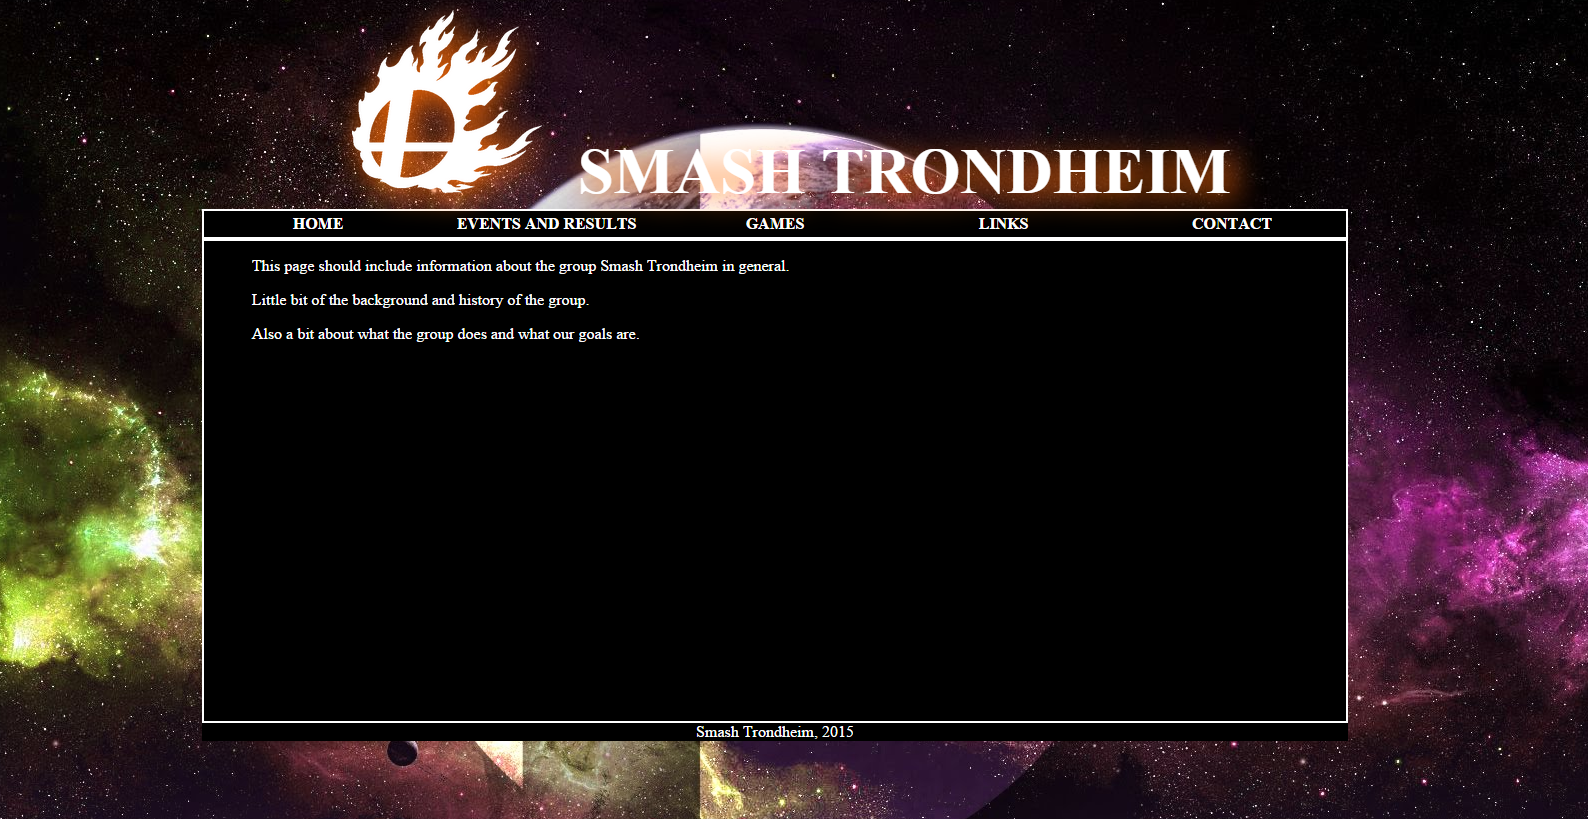 SMASH TRONDHEIM
HOME EVENTS AND RESULTS GAMES LINKS CONTACT
This page should include information about the group Smash Trondheim in general.
Little bit of the background and history of the group.
Also a bit about what the group does and what our goals are.
Smash Trondheim, 2015